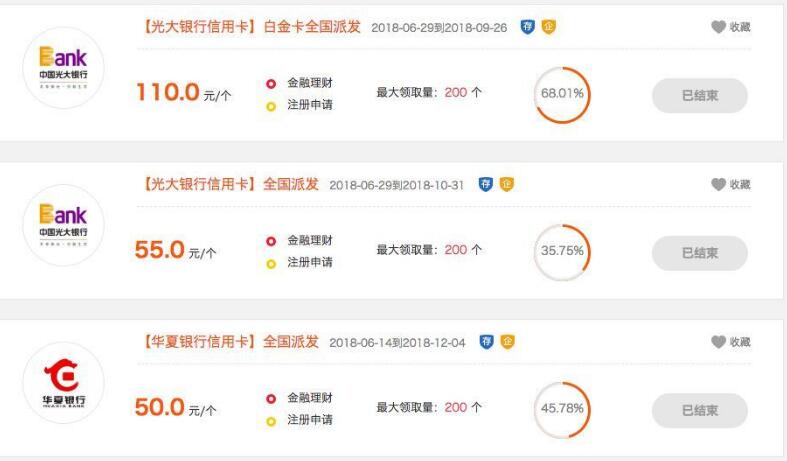 【光大银行信用卡】白金卡全国派发 2018-06-29到2018-09-26 存 企 收藏
Bank
中国光大银行
110.0 元/个
金融理财
注册申请
最大领取量：200 个
68.01%
已结束
【光大银行信用卡】全国派发 2018-06-29到2018-10-31 存 企 收藏
Bank
中国光大银行
55.0 元/个
金融理财
注册申请
最大领取量：200 个
35.75%
已结束
【华夏银行信用卡】全国派发 2018-06-14到2018-12-04 存 企 收藏
华夏银行
HUAXIA BANK
50.0 元/个
金融理财
注册申请
最大领取量：200 个
45.78%
已结束